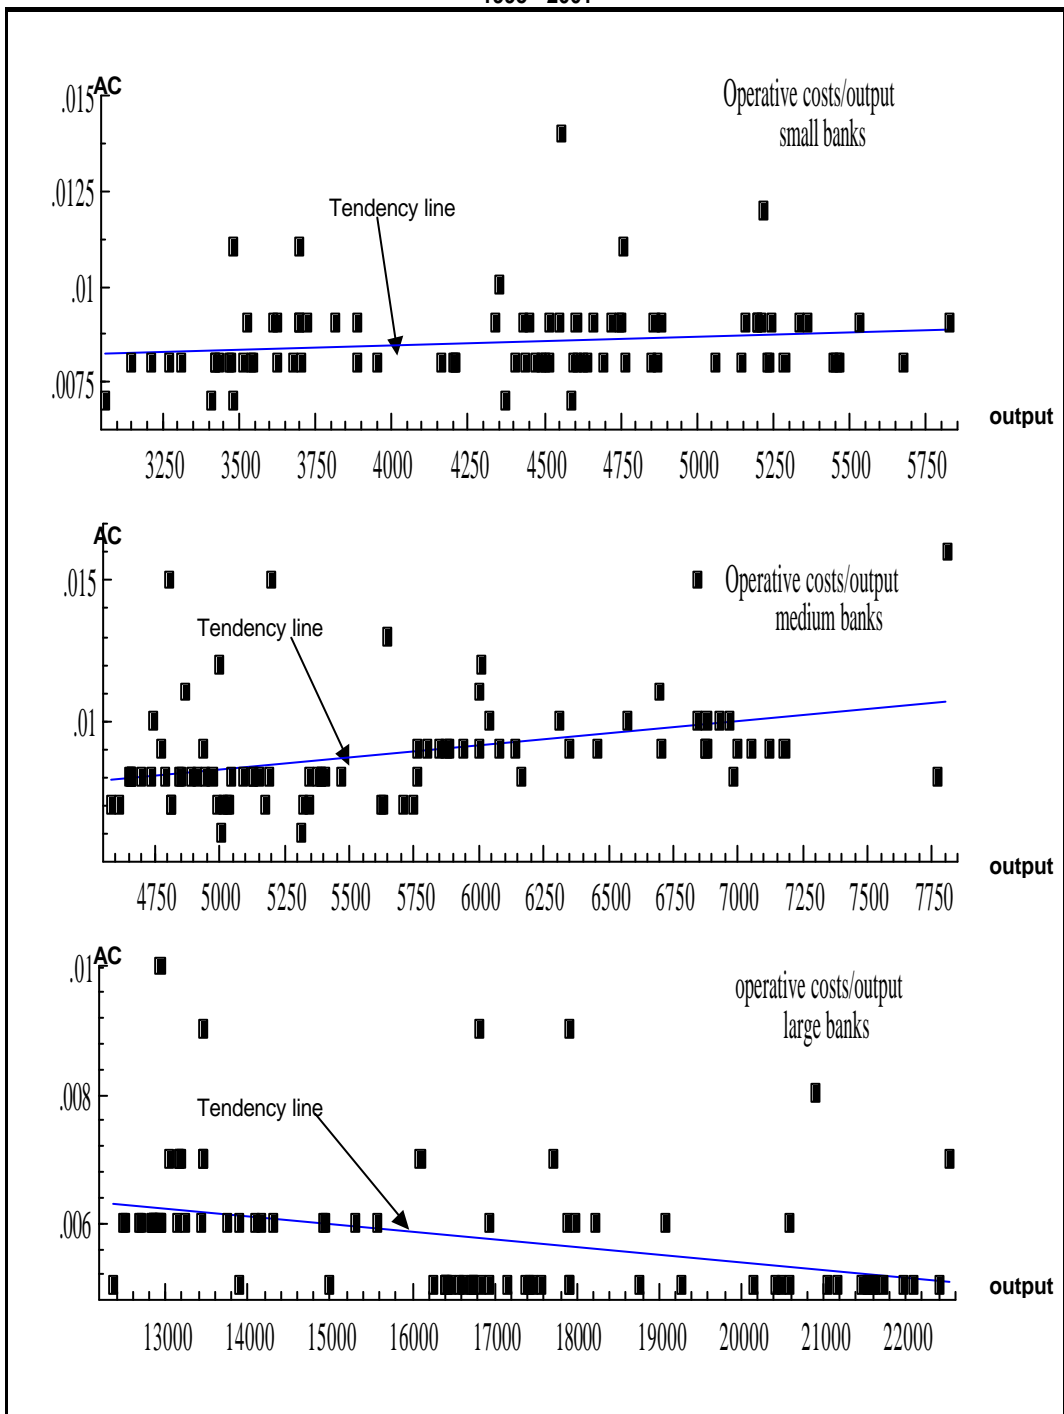 AC
.015
Operative costs/output
small banks
.0125
Tendency line
.01
.0075
output
3250 3500 3750 4000 4250 4500 4750 5000 5250 5500 5750
AC
.015
Operative costs/output
medium banks
Tendency line
.01
output
4750 5000 5250 5500 5750 6000 6250 6500 6750 7000 7250 7500 7750
AC
.01
operative costs/output
large banks
.008
Tendency line
.006
output
13000 14000 15000 16000 17000 18000 19000 20000 21000 22000